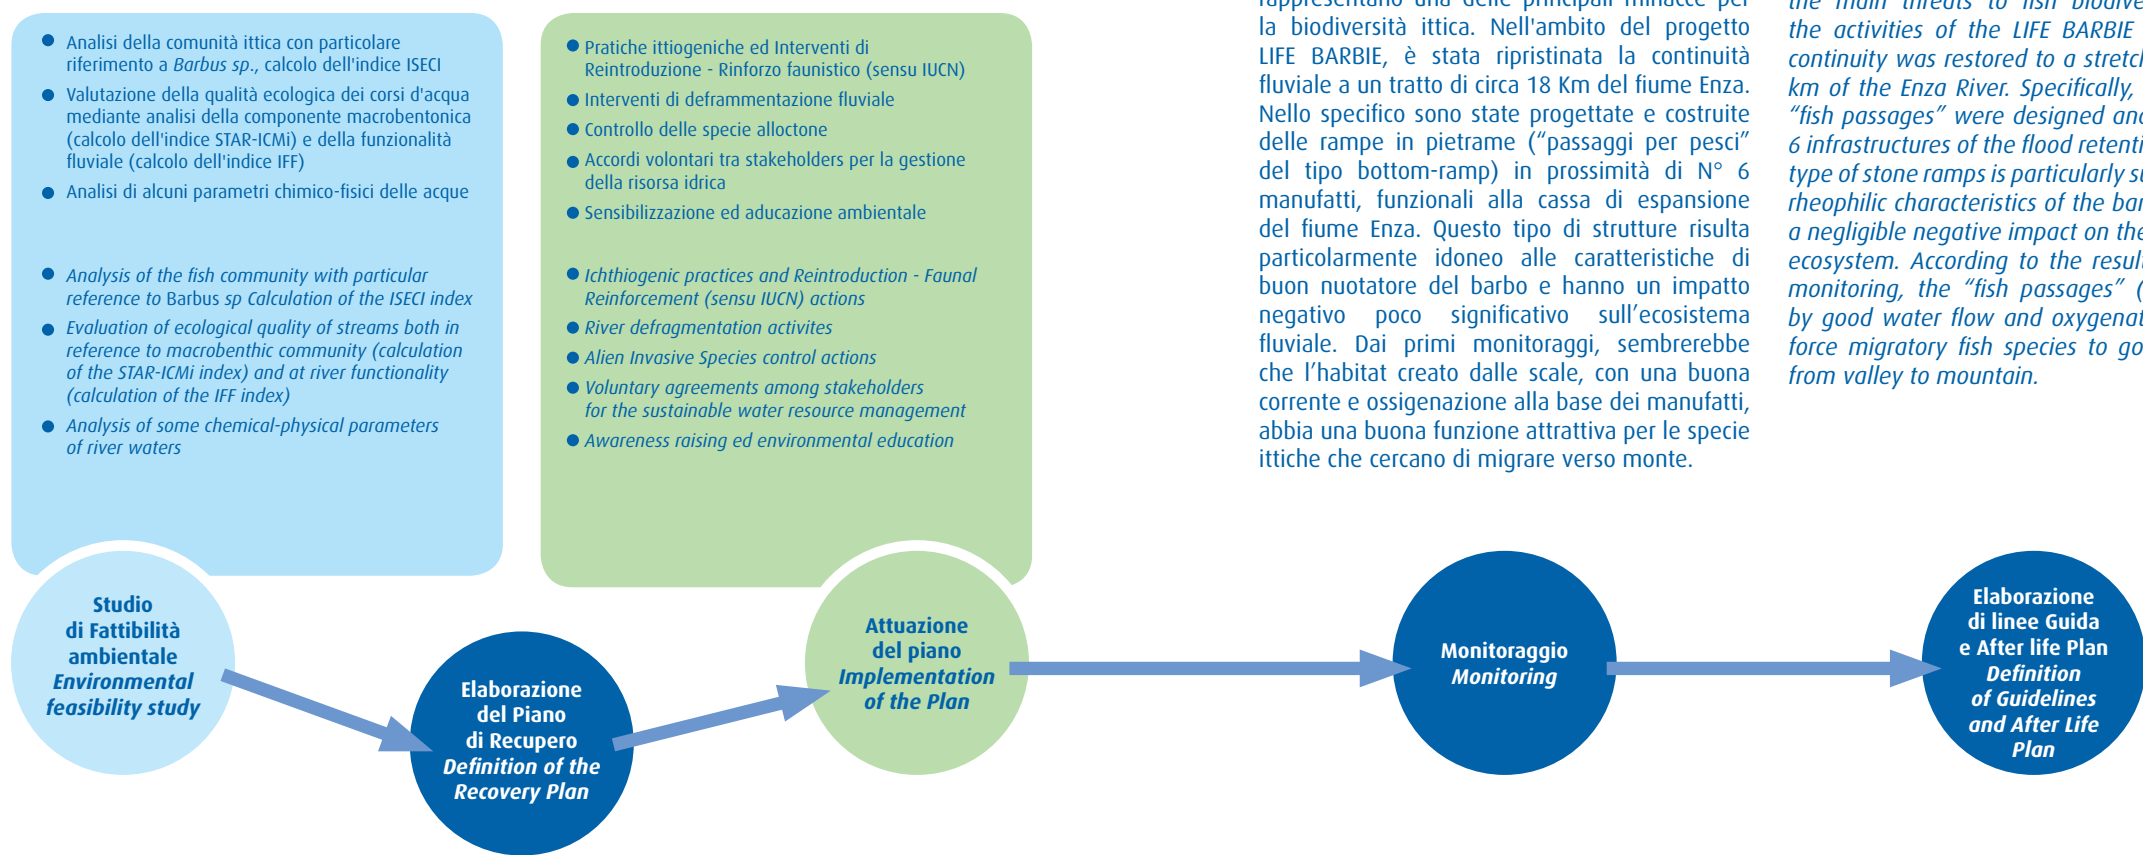 Analisi della comunità ittica con particolare
riferimento a Barbus sp., calcolo dell'indice ISECI
Valutazione della qualità ecologica dei corsi d'acqua
mediante analisi della componente macrobentonica
(calcolo dell'indice STAR-ICMi) e della funzionalità
fluviale (calcolo dell'indice IFF)
Analisi di alcuni parametri chimico-fisici delle acque
Analysis of the fish community with particular
reference to Barbus sp Calculation of the ISECI index
Evaluation of ecological quality of streams both in
reference to macrobenthic community (calculation
of the STAR-ICMi index) and at river functionality
(calculation of the IFF index)
Analysis of some chemical-physical parameters
of river waters
Pratiche ittiogeniche ed Interventi di
Reintroduzione - Rinforzo faunistico (sensu IUCN)
Interventi di deframmentazione fluviale
Controllo delle specie alloctone
Accordi volontari tra stakeholders per la gestione
della risorsa idrica
Sensibilizzazione ed aducazione ambientale
Ichthiogenic practices and Reintroduction - Faunal
Reinforcement (sensu IUCN) actions
River defragmentation activites
Alien Invasive Species control actions
Voluntary agreements among stakeholders
for the sustainable water resource management
Awareness raising ed environmental education
rappresentano una delle principali minacce per
la biodiversità ittica. Nell'ambito del progetto
LIFE BARBIE, è stata ripristinata la continuità
fluviale a un tratto di circa 18 Km del fiume Enza.
Nello specifico sono state progettate e costruite
delle rampe in pietrame (“passaggi per pesci”
del tipo bottom-ramp) in prossimità di N° 6
manufatti, funzionali alla cassa di espansione
del fiume Enza. Questo tipo di strutture risulta
particolarmente idoneo alle caratteristiche di
buon nuotatore del barbo e hanno un impatto
negativo poco significativo sull’ecosistema
fluviale. Dai primi monitoraggi, sembrerebbe
che l’habitat creato dalle scale, con una buona
corrente e ossigenazione alla base dei manufatti,
abbia una buona funzione attrattiva per le specie
ittiche che cercano di migrare verso monte.
the main threats to fish
the activities of the LIFE BARBIE
continuity was restored to a
km of the Enza River. Specifically,
“fish passages” were designed
6 infrastructures of the flood
type of stone ramps is particularly
rheophilic characteristics of the
a negligible negative impact on
ecosystem. According to the
monitoring, the “fish passages”
by good water flow and
force migratory fish species to
from valley to mountain.
Studio
di Fattibilità
ambientale
Environmental
feasibility study
Elaborazione
del Piano
di Recupero
Definition of the
Recovery Plan
Attuazione
del piano
Implementation
of the Plan
Monitoraggio
Monitoring
Elaborazione
di linee Guida
e After life Plan
Definition
of Guidelines
and After Life
Plan